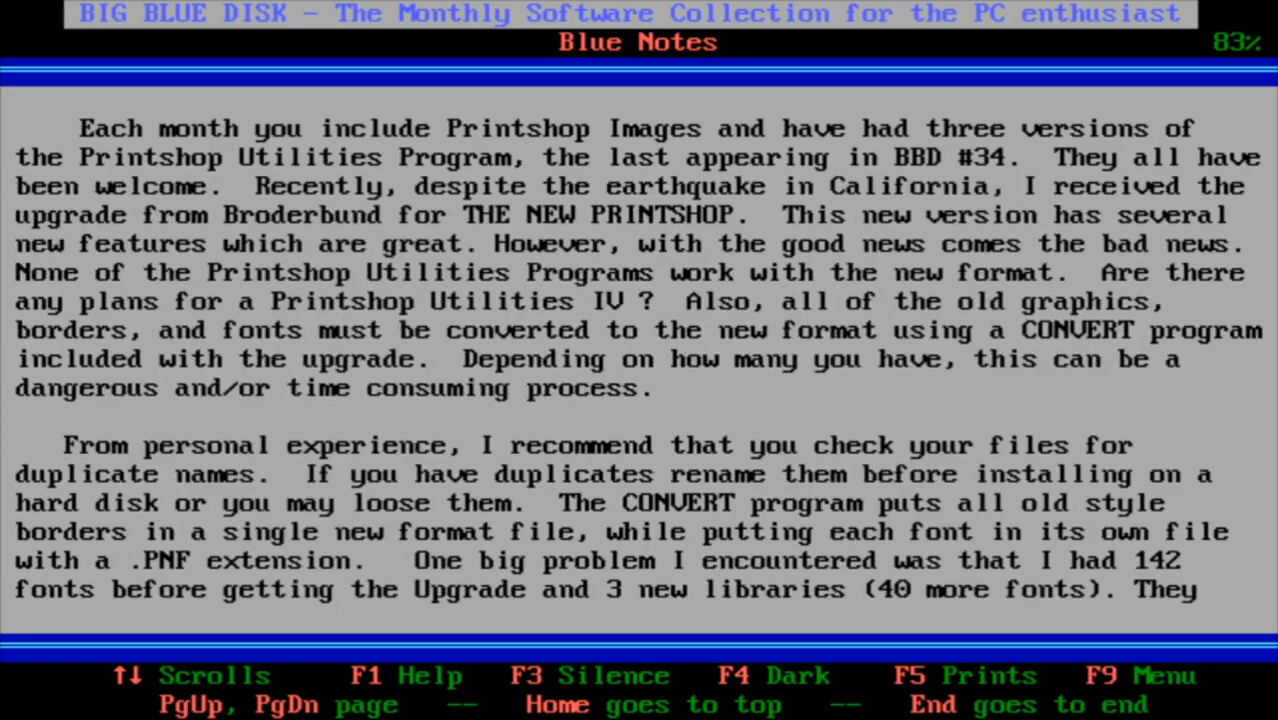 BIG BLUE DISK - The Monthly Software Collection for the PC enthusiast
Blue Notes 83%
Each month you include Printshop Images and have had three versions of
the Printshop Utilities Program, the last appearing in BBD #34. They all have
been welcome. Recently, despite the earthquake in California, I received the
upgrade from Broderbund for THE NEW PRINTSHOP. This new version has several
new features which are great. However, with the good news comes the bad news.
None of the Printshop Utilities Programs work with the new format. Are there
any plans for a Printshop Utilities IV ? Also, all of the old graphics,
borders, and fonts must be converted to the new format using a CONVERT program
included with the upgrade. Depending on how many you have, this can be a
dangerous and/or time consuming process.
From personal experience, I recommend that you check your files for
duplicate names. If you have duplicates rename them before installing on a
hard disk or you may loose them. The CONVERT program puts all old style
borders in a single new format file, while putting each font in its own file
with a .PNF extension. One big problem I encountered was that I had 142
fonts before getting the Upgrade and 3 new libraries (40 more fonts). They
↑↓ Scrolls F1 Help F3 Silence F4 Dark F5 Prints F9 Menu
PgUp, PgDn page -- Home goes to top -- End goes to end